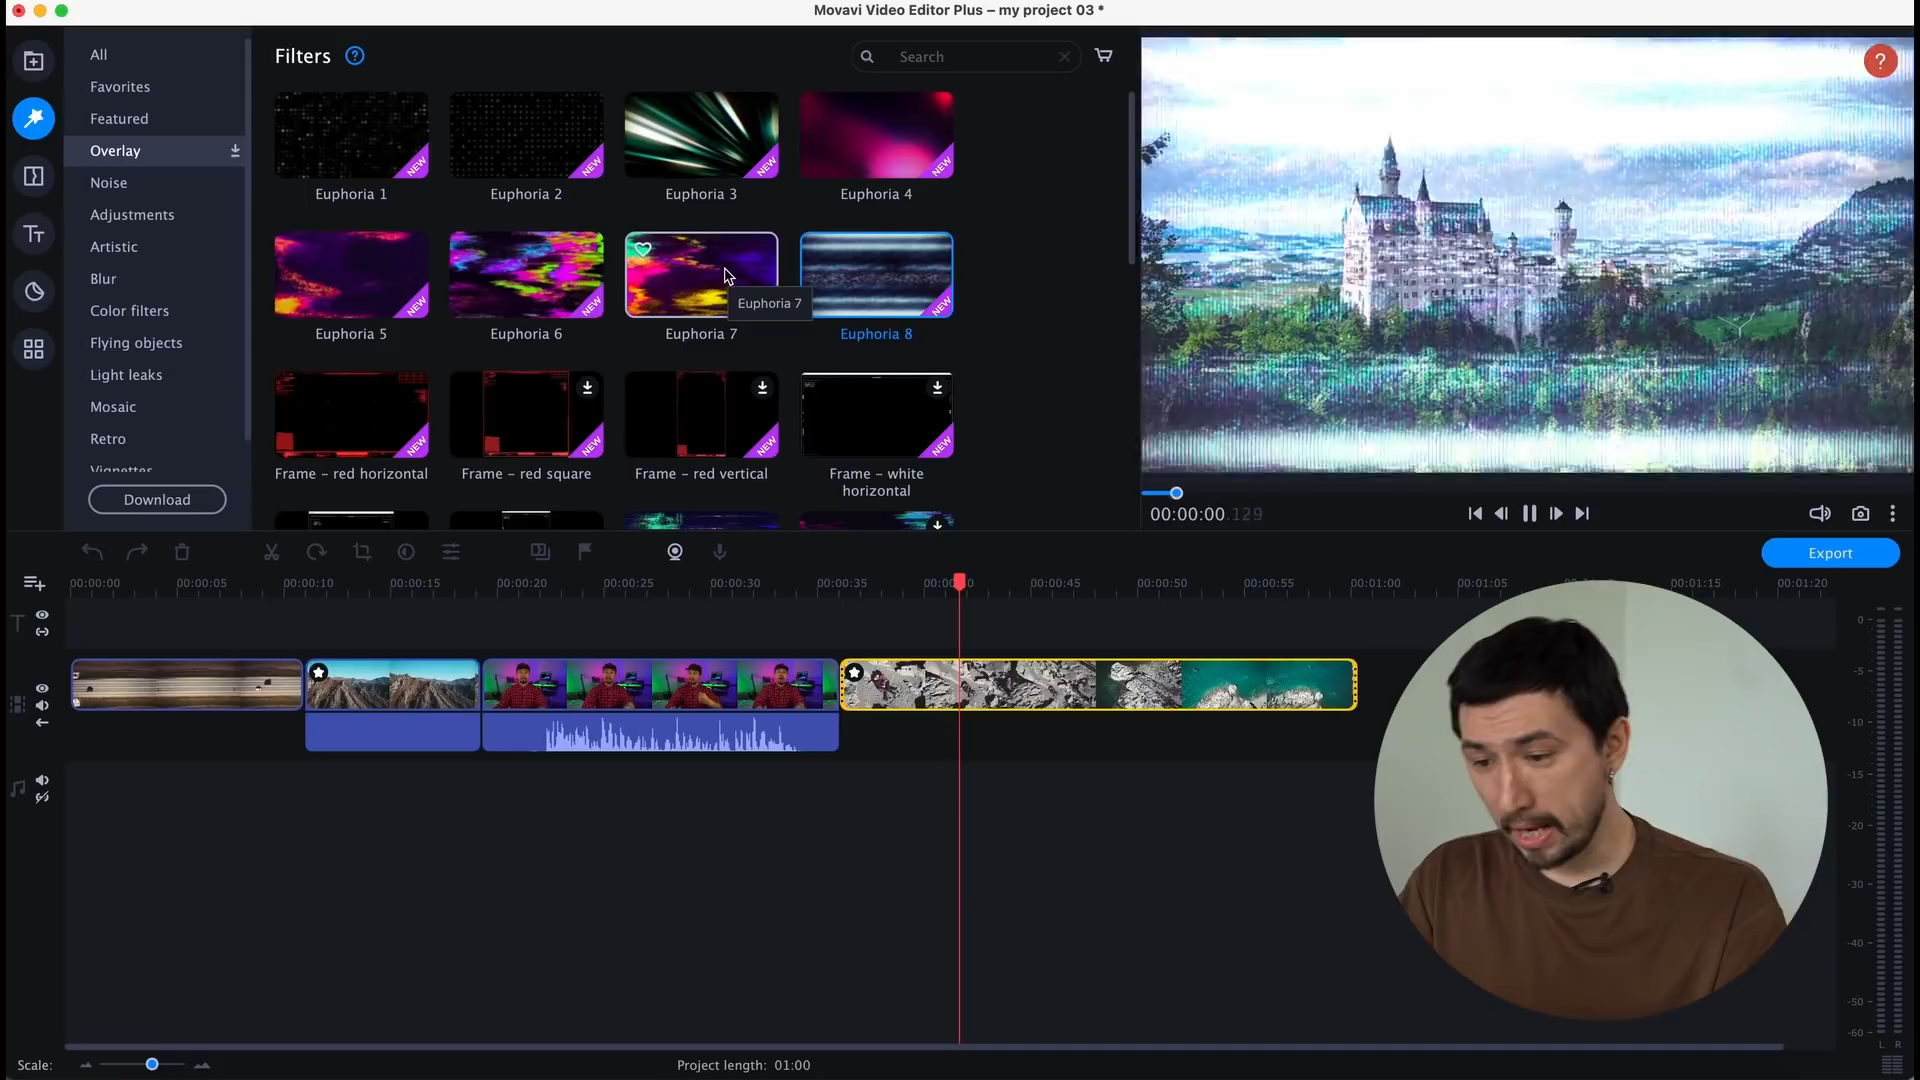 Movavi Video Editor Plus – my project 03 *
All
Favorites
Featured
Overlay
Noise
Adjustments
Artistic
Blur
Color filters
Flying objects
Light leaks
Mosaic
Retro
Vignettes
Download
Filters ?
Search
NEW NEW NEW NEW
Euphoria 1 Euphoria 2 Euphoria 3 Euphoria 4
NEW NEW NEW
Euphoria 7
Euphoria 5 Euphoria 6 Euphoria 7 Euphoria 8
NEW NEW NEW NEW
Frame – red horizontal Frame – red square Frame – red vertical Frame – white
horizontal
?
00:00:00.129
Export
00:00:00 00:00:05 00:00:10 00:00:15 00:00:20 00:00:25 00:00:30 00:00:35 00:00:45 00:00:50 00:00:55 00:01:00 00:01:05 00:01:15 00:01:20
0
-5
-10
-15
-20
-30
-40
-50
-60
L R
Scale:
Project length: 01:00